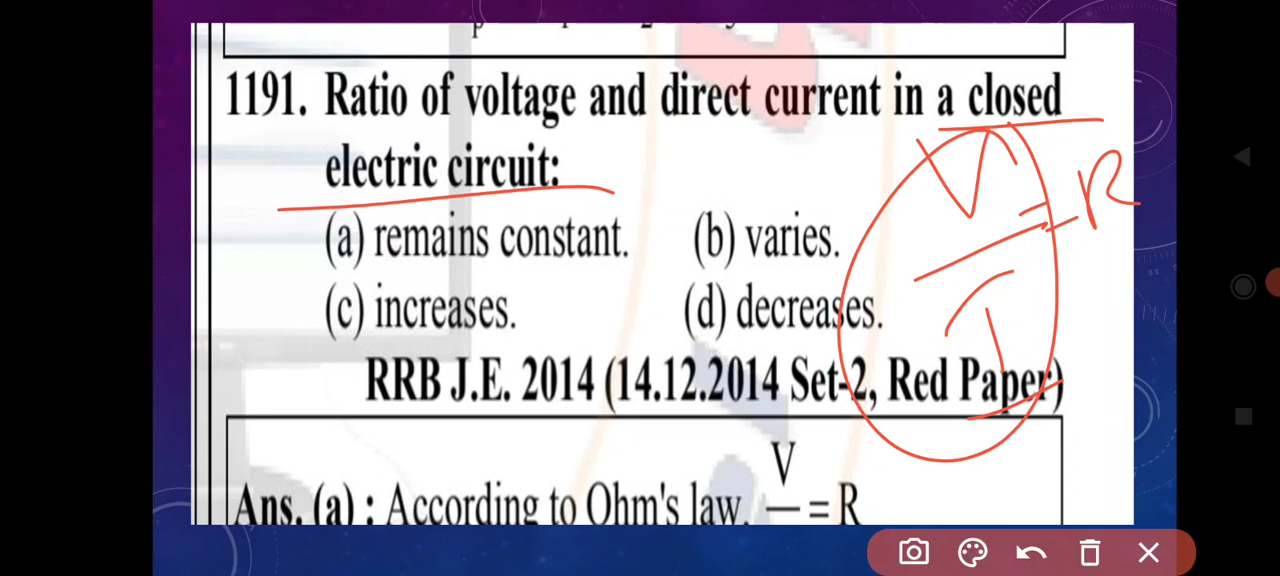 1191. Ratio of voltage and direct current in a closed
electric circuit:
(a) remains constant. (b) varies.
(c) increases. (d) decreases.
RRB J.E. 2014 (14.12.2014 Set-2, Red Paper)
V
Ans. (a) : According to Ohm's law, — = R
V
— = R
I